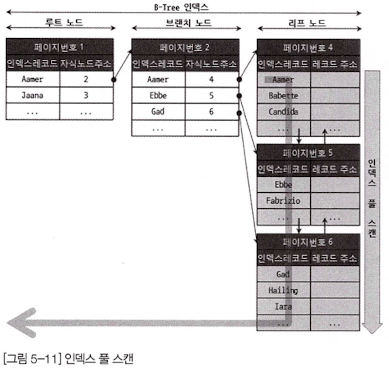 B-Tree 인덱스
루트 노드
브랜치 노드
리프 노드
페이지번호 1
인덱스레코드 자식노드주소
Aamer 2
Jaana 3
... ...
페이지번호 2
인덱스레코드 자식노드주소
Aamer 4
Ebbe 5
Gad 6
... ...
페이지번호 4
인덱스레코드 레코드 주소
Aamer
Babette
Candida
... ...
페이지번호 5
인덱스레코드 레코드 주소
Ebbe
Fabrizio
... ...
페이지번호 6
인덱스레코드 레코드 주소
Gad
Hailing
Iara
... ...
인덱스 풀 스캔
[그림 5-11] 인덱스 풀 스캔